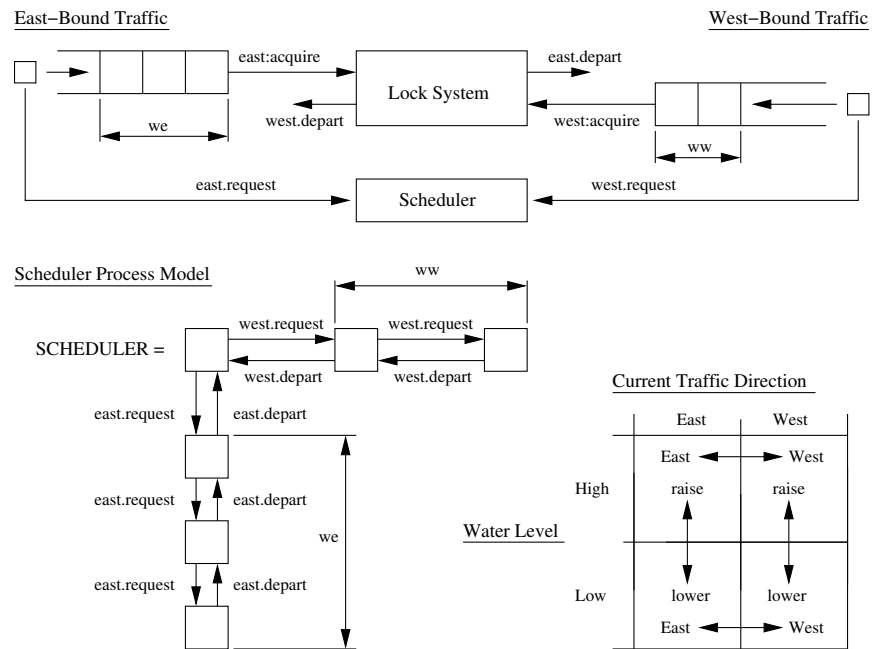 East−Bound Traffic
West−Bound Traffic
east:acquire
east.depart
Lock System
west.depart
west:acquire
we
ww
east.request
west.request
Scheduler
Scheduler Process Model
ww
west.request
west.request
SCHEDULER =
west.depart
west.depart
Current Traffic Direction
east.request
east.depart
East
West
East
West
High
raise
raise
east.request
east.depart
we
Water Level
east.request
east.depart
Low
lower
lower
East
West